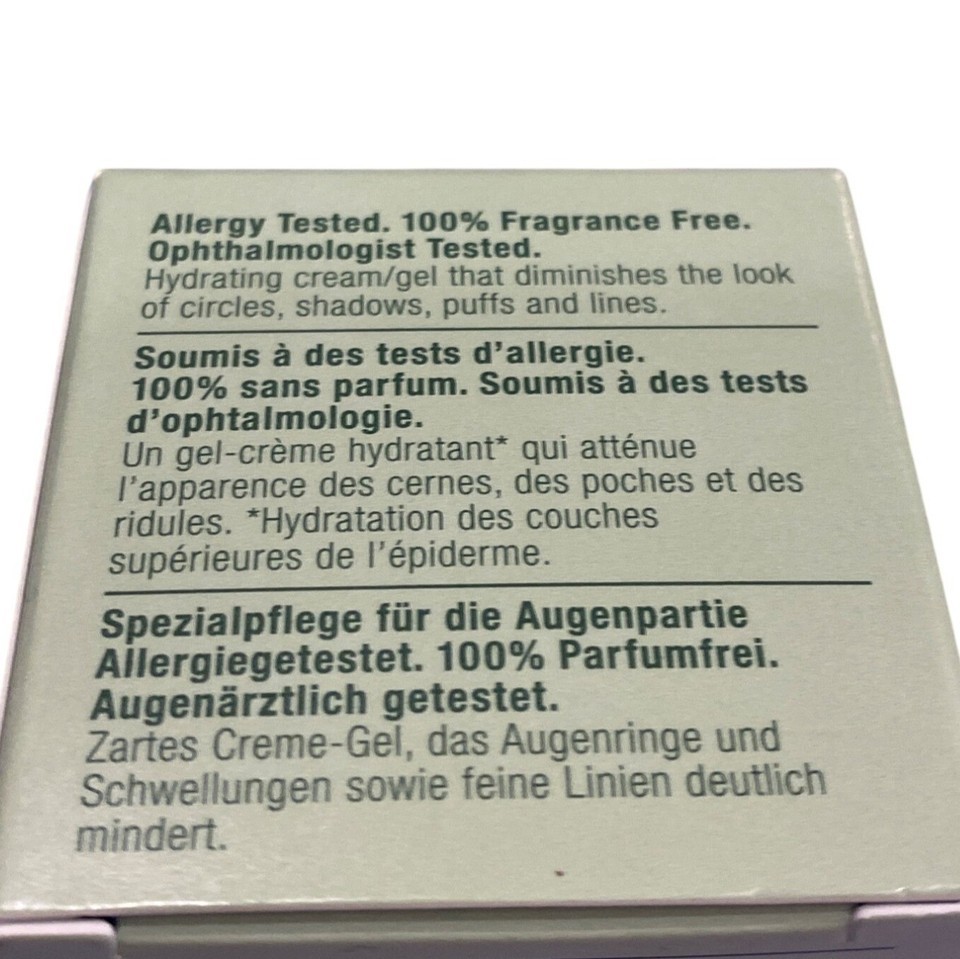 Allergy Tested. 100% Fragrance Free.
Ophthalmologist Tested.
Hydrating cream/gel that diminishes the look
of circles, shadows, puffs and lines.
Soumis à des tests d'allergie.
100% sans parfum. Soumis à des tests
d'ophtalmologie.
Un gel-crème hydratant* qui atténue
l'apparence des cernes, des poches et des
ridules. *Hydratation des couches
supérieures de l'épiderme.
Spezialpflege für die Augenpartie
Allergiegetestet. 100% Parfumfrei.
Augenärztlich getestet.
Zartes Creme-Gel, das Augenringe und
Schwellungen sowie feine Linien deutlich
mindert.